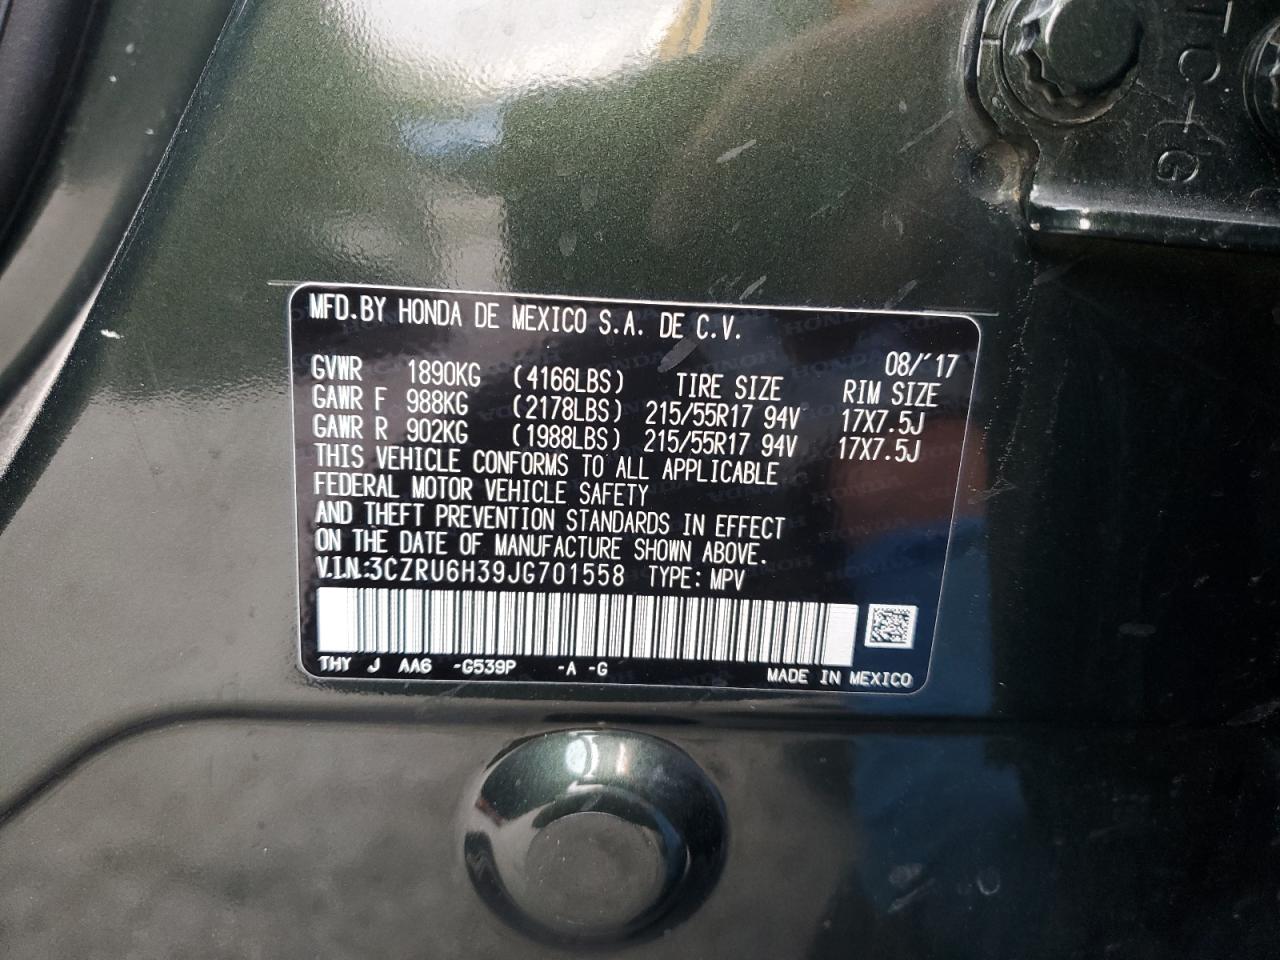 TC-G
MFD.BY HONDA DE MEXICO S.A. DE C.V.
08/'17
GVWR 1890KG (4166LBS) TIRE SIZE RIM SIZE
GAWR F 988KG (2178LBS) 215/55R17 94V 17X7.5J
GAWR R 902KG (1988LBS) 215/55R17 94V 17X7.5J
THIS VEHICLE CONFORMS TO ALL APPLICABLE
FEDERAL MOTOR VEHICLE SAFETY
AND THEFT PREVENTION STANDARDS IN EFFECT
ON THE DATE OF MANUFACTURE SHOWN ABOVE.
V.I.N.:3CZRU6H39JG701558 TYPE: MPV
THY J AA6 -G539P -A -G
MADE IN MEXICO